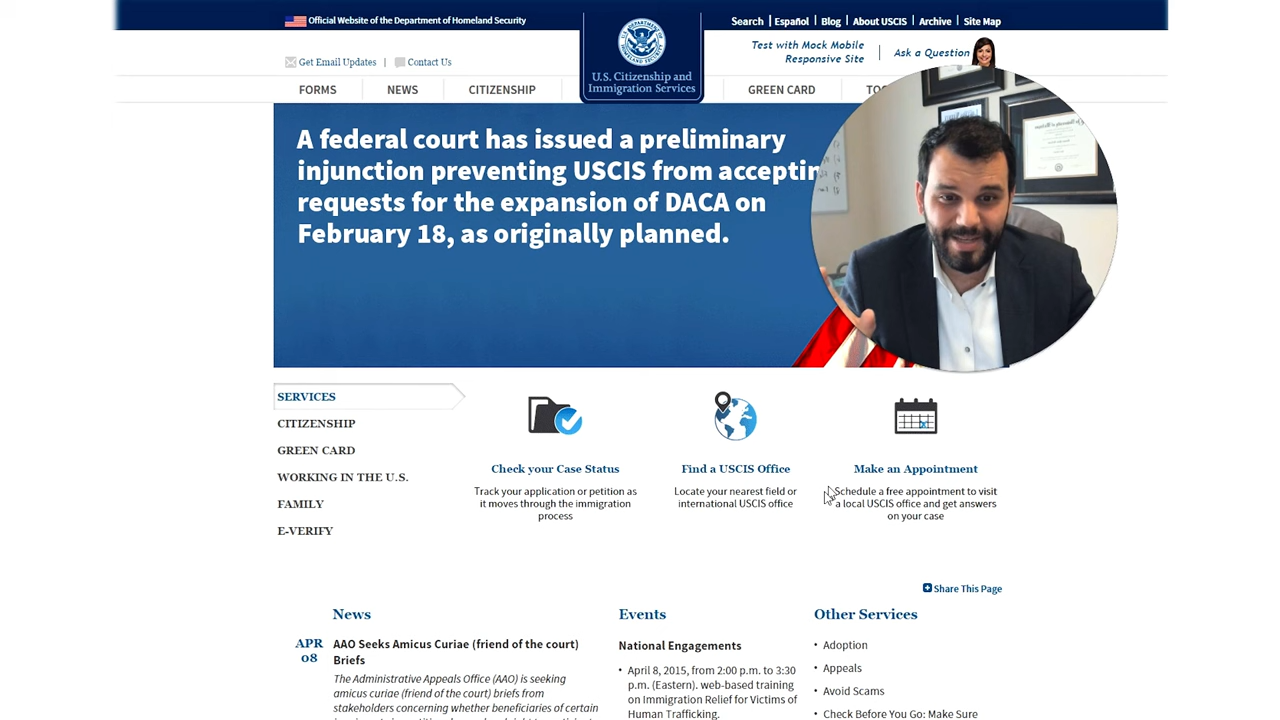 Official Website of the Department of Homeland Security
Search | Español | Blog | About USCIS | Archive | Site Map
U.S. Citizenship and
Immigration Services
Test with Mock Mobile
Responsive Site
Ask a Question
Get Email Updates | Contact Us
FORMS
NEWS
CITIZENSHIP
GREEN CARD
A federal court has issued a preliminary
injunction preventing USCIS from
requests for the expansion of DACA on
February 18, as originally planned.
SERVICES
CITIZENSHIP
GREEN CARD
WORKING IN THE U.S.
FAMILY
E-VERIFY
Check your Case Status
Track your application or petition as
it moves through the immigration
process
Find a USCIS Office
Locate your nearest field or
international USCIS office
Make an Appointment
Schedule a free appointment to visit
a local USCIS office and get answers
on your case
Share This Page
News
APR
08
AAO Seeks Amicus Curiae (friend of the court)
Briefs
The Administrative Appeals Office (AAO) is seeking
amicus curiae (friend of the court) briefs from
stakeholders concerning whether beneficiaries of certain
Events
National Engagements
• April 8, 2015, from 2:00 p.m. to 3:30
p.m. (Eastern). web-based training
on Immigration Relief for Victims of
Human Trafficking.
Other Services
• Adoption
• Appeals
• Avoid Scams
• Check Before You Go: Make Sure